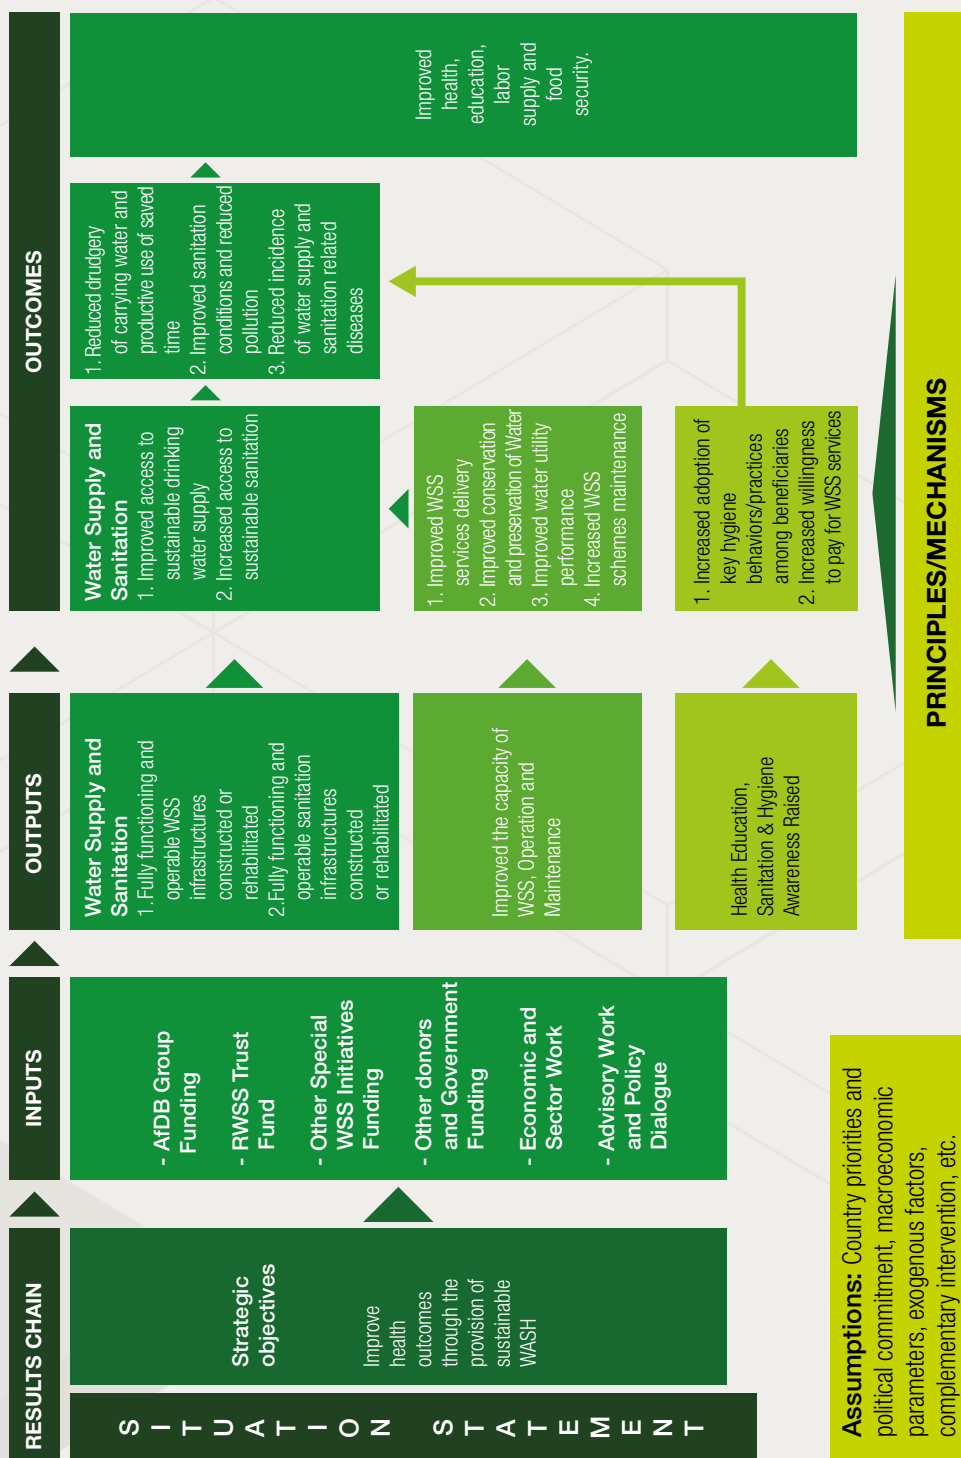 RESULTS CHAIN
INPUTS
OUTPUTS
OUTCOMES
SITUATION STATEMENT
Strategic
objectives
Improve
health
outcomes
through the
provision of
sustainable
WASH
- AfDB Group
Funding
- RWSS Trust
Fund
- Other Special
WSS Initiatives
Funding
- Other donors
and Government
Funding
- Economic and
Sector Work
- Advisory Work
and Policy
Dialogue
Water Supply and
Sanitation
1. Fully functioning and
operable WSS
infrastructures
constructed or
rehabilitated
2. Fully functioning and
operable sanitation
infrastructures
constructed
or rehabilitated
Improved the capacity of
WSS, Operation and
Maintenance
Health Education,
Sanitation & Hygiene
Awareness Raised
Water Supply and
Sanitation
1. Improved access to
sustainable drinking
water supply
2. Increased access to
sustainable sanitation
1. Improved WSS
services delivery
2. Improved conservation
and preservation of Water
3. Improved water utility
performance
4. Increased WSS
schemes maintenance
1. Increased adoption of
key hygiene
behaviors/practices
among beneficiaries
2. Increased willingness
to pay for WSS services
1. Reduced drudgery
of carrying water and
productive use of saved
time
2. Improved sanitation
conditions and reduced
pollution
3. Reduced incidence
of water supply and
sanitation related
diseases
Improved
health,
education,
labor
supply and
food
security.
Assumptions: Country priorities and
political commitment, macroeconomic
parameters, exogenous factors,
complementary intervention, etc.
PRINCIPLES/MECHANISMS